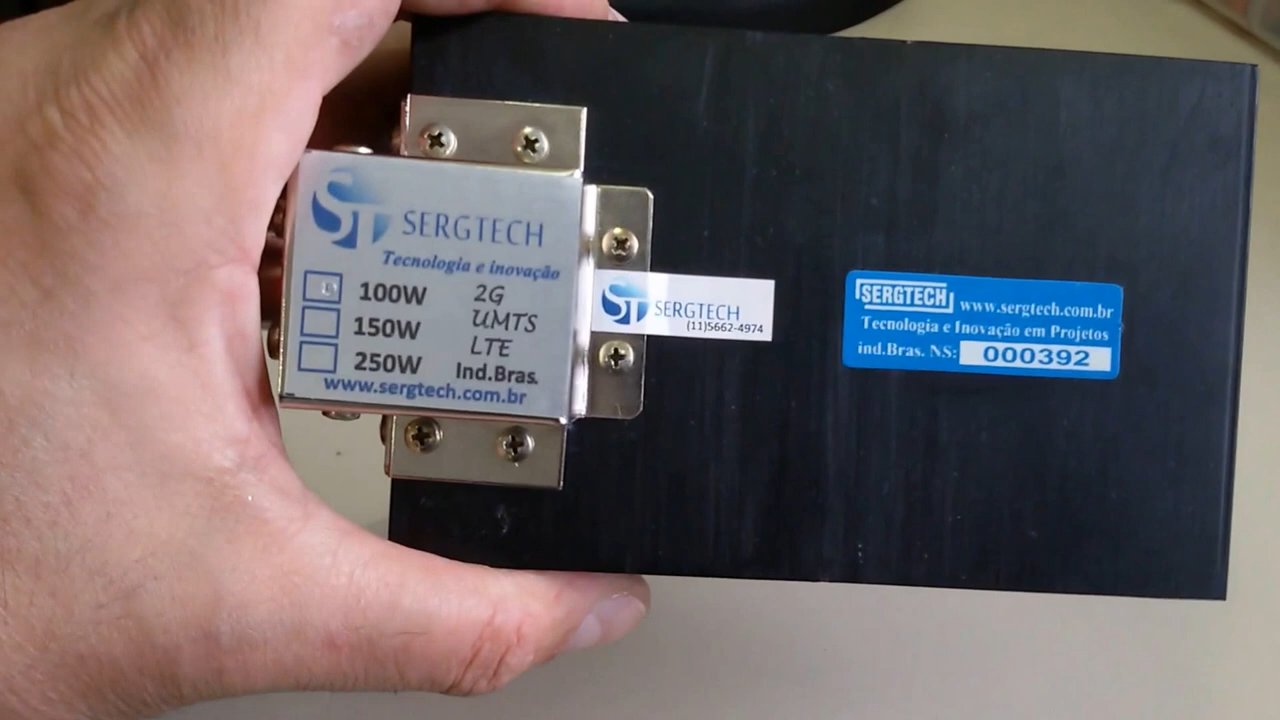 ST SERGTECH
Tecnologia e inovação
100W 2G
150W UMTS
250W LTE
Ind.Bras.
www.sergtech.com.br
ST SERGTECH
(11)5662-4974
SERGTECH www.sergtech.com.br
Tecnologia e Inovação em Projetos
ind.Bras. NS: 000392